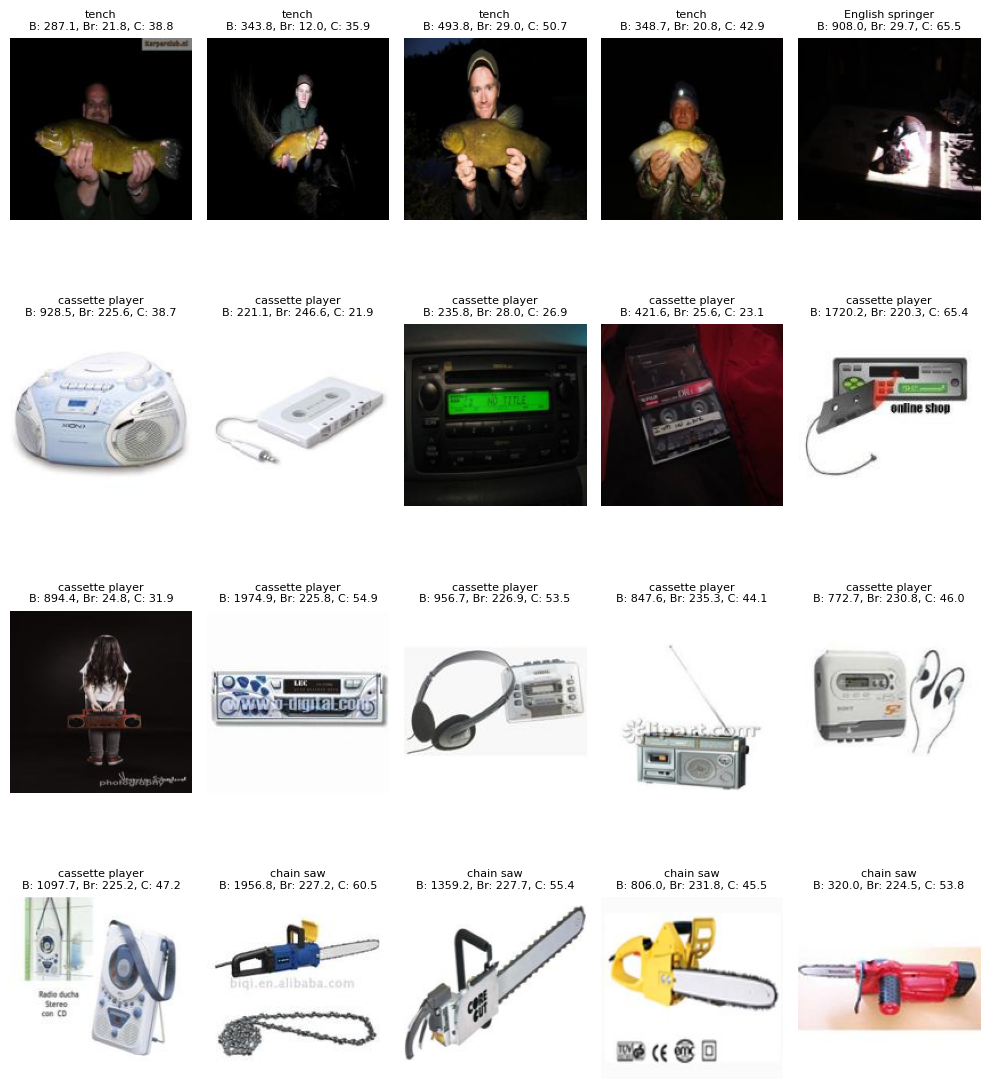 tench
B: 287.1, Br: 21.8, C: 38.8
tench
B: 343.8, Br: 12.0, C: 35.9
tench
B: 493.8, Br: 29.0, C: 50.7
tench
B: 348.7, Br: 20.8, C: 42.9
English springer
B: 908.0, Br: 29.7, C: 65.5
karperclub.nl
cassette player
B: 928.5, Br: 225.6, C: 38.7
cassette player
B: 221.1, Br: 246.6, C: 21.9
cassette player
B: 235.8, Br: 28.0, C: 26.9
cassette player
B: 421.6, Br: 25.6, C: 23.1
cassette player
B: 1720.2, Br: 220.3, C: 65.4
NO TITLE
online shop
cassette player
B: 894.4, Br: 24.8, C: 31.9
cassette player
B: 1974.9, Br: 225.8, C: 54.9
cassette player
B: 956.7, Br: 226.9, C: 53.5
cassette player
B: 847.6, Br: 235.3, C: 44.1
cassette player
B: 772.7, Br: 230.8, C: 46.0
photography
LEC
SONY
cassette player
B: 1097.7, Br: 225.2, C: 47.2
chain saw
B: 1956.8, Br: 227.2, C: 60.5
chain saw
B: 1359.2, Br: 227.7, C: 55.4
chain saw
B: 806.0, Br: 231.8, C: 45.5
chain saw
B: 320.0, Br: 224.5, C: 53.8
Radio ducha
Stereo
con CD
biqi.en.alibaba.com
CORE
CUT
TUV GS CE emc